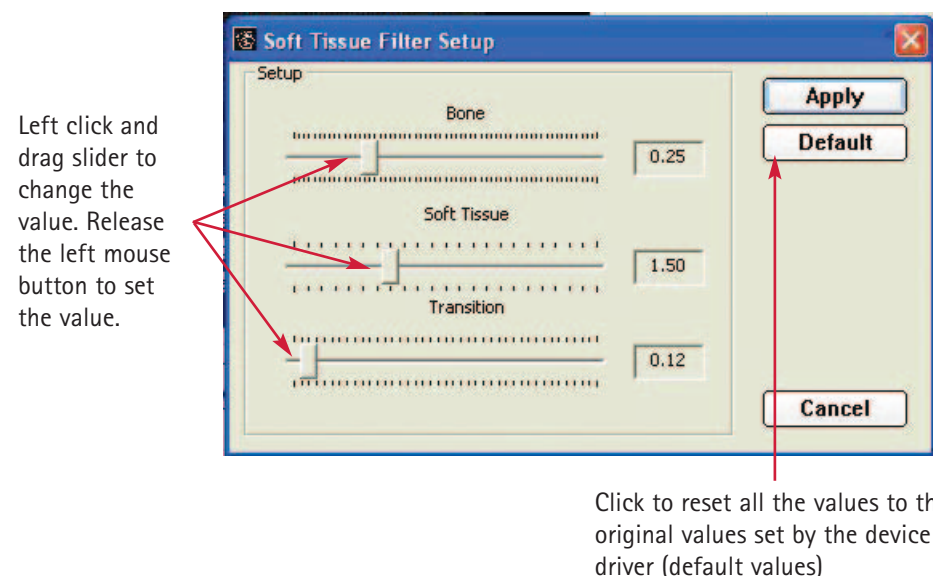 Soft Tissue Filter Setup
Setup
Bone
0.25
Apply
Default
Left click and
drag slider to
change the
value. Release
the left mouse
button to set
the value.
Soft Tissue
1.50
Transition
0.12
Cancel
Click to reset all the values to th
original values set by the device
driver (default values)